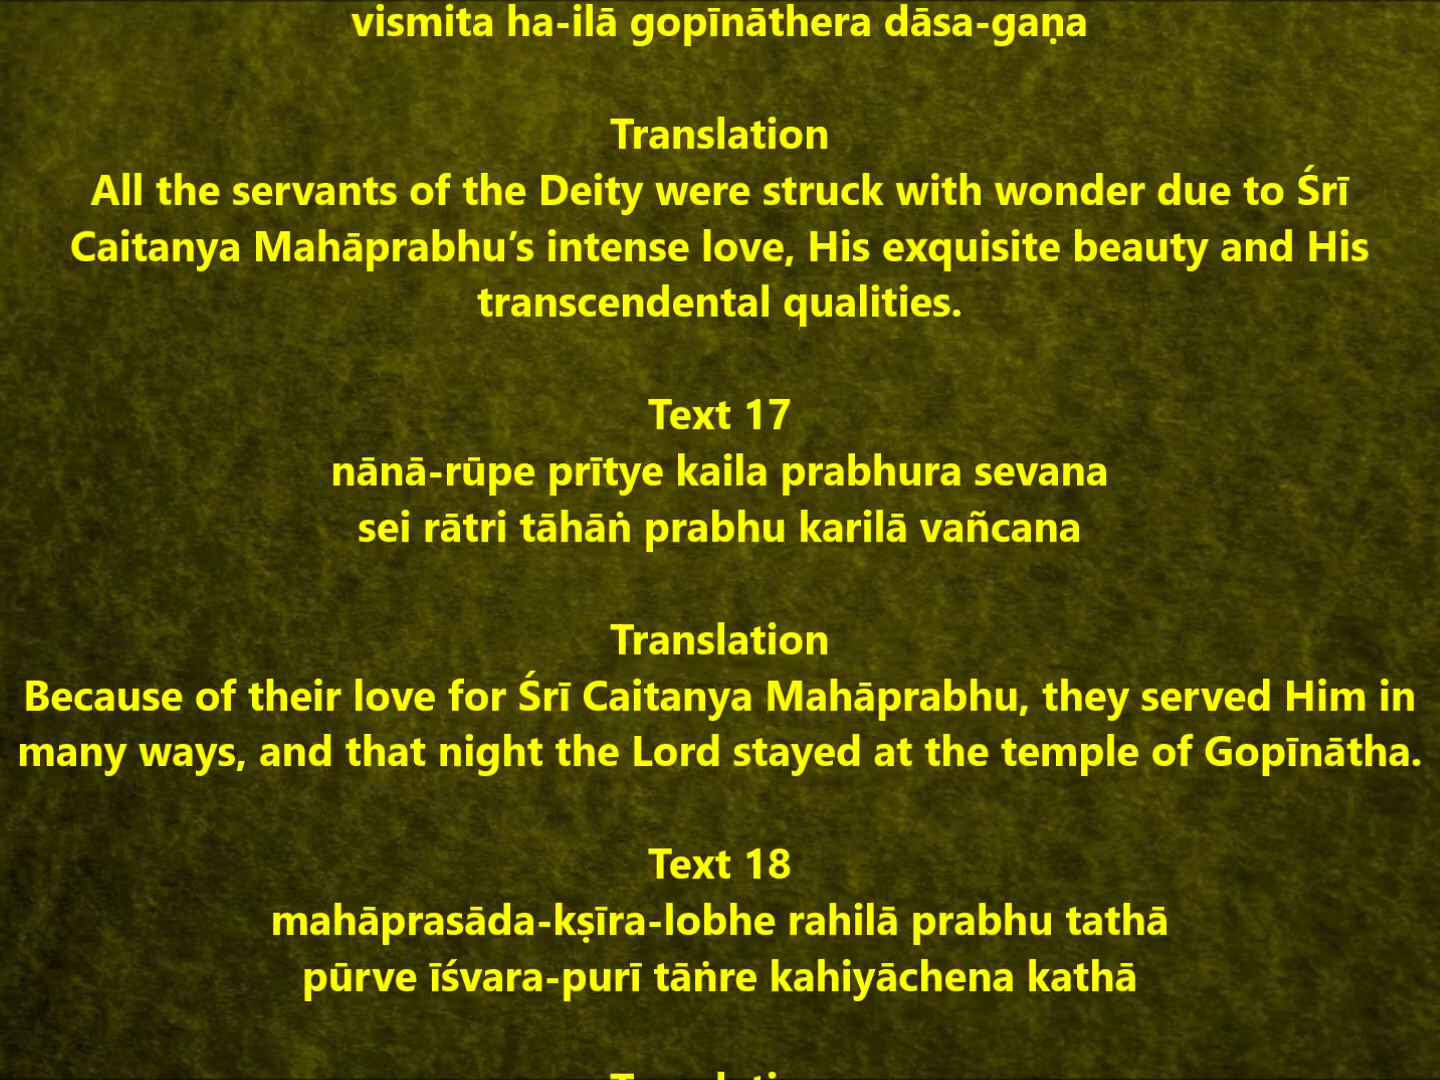 vismita ha-ilā gopīnāthera dāsa-gaṇa
Translation
All the servants of the Deity were struck with wonder due to Śrī
Caitanya Mahāprabhu’s intense love, His exquisite beauty and His
transcendental qualities.
Text 17
nānā-rūpe prītye kaila prabhura sevana
sei rātri tāhāṅ prabhu karilā vañcana
Translation
Because of their love for Śrī Caitanya Mahāprabhu, they served Him in
many ways, and that night the Lord stayed at the temple of Gopīnātha.
Text 18
mahāprasāda-kṣīra-lobhe rahilā prabhu tathā
pūrve īśvara-purī tāṅre kahiyāchena kathā